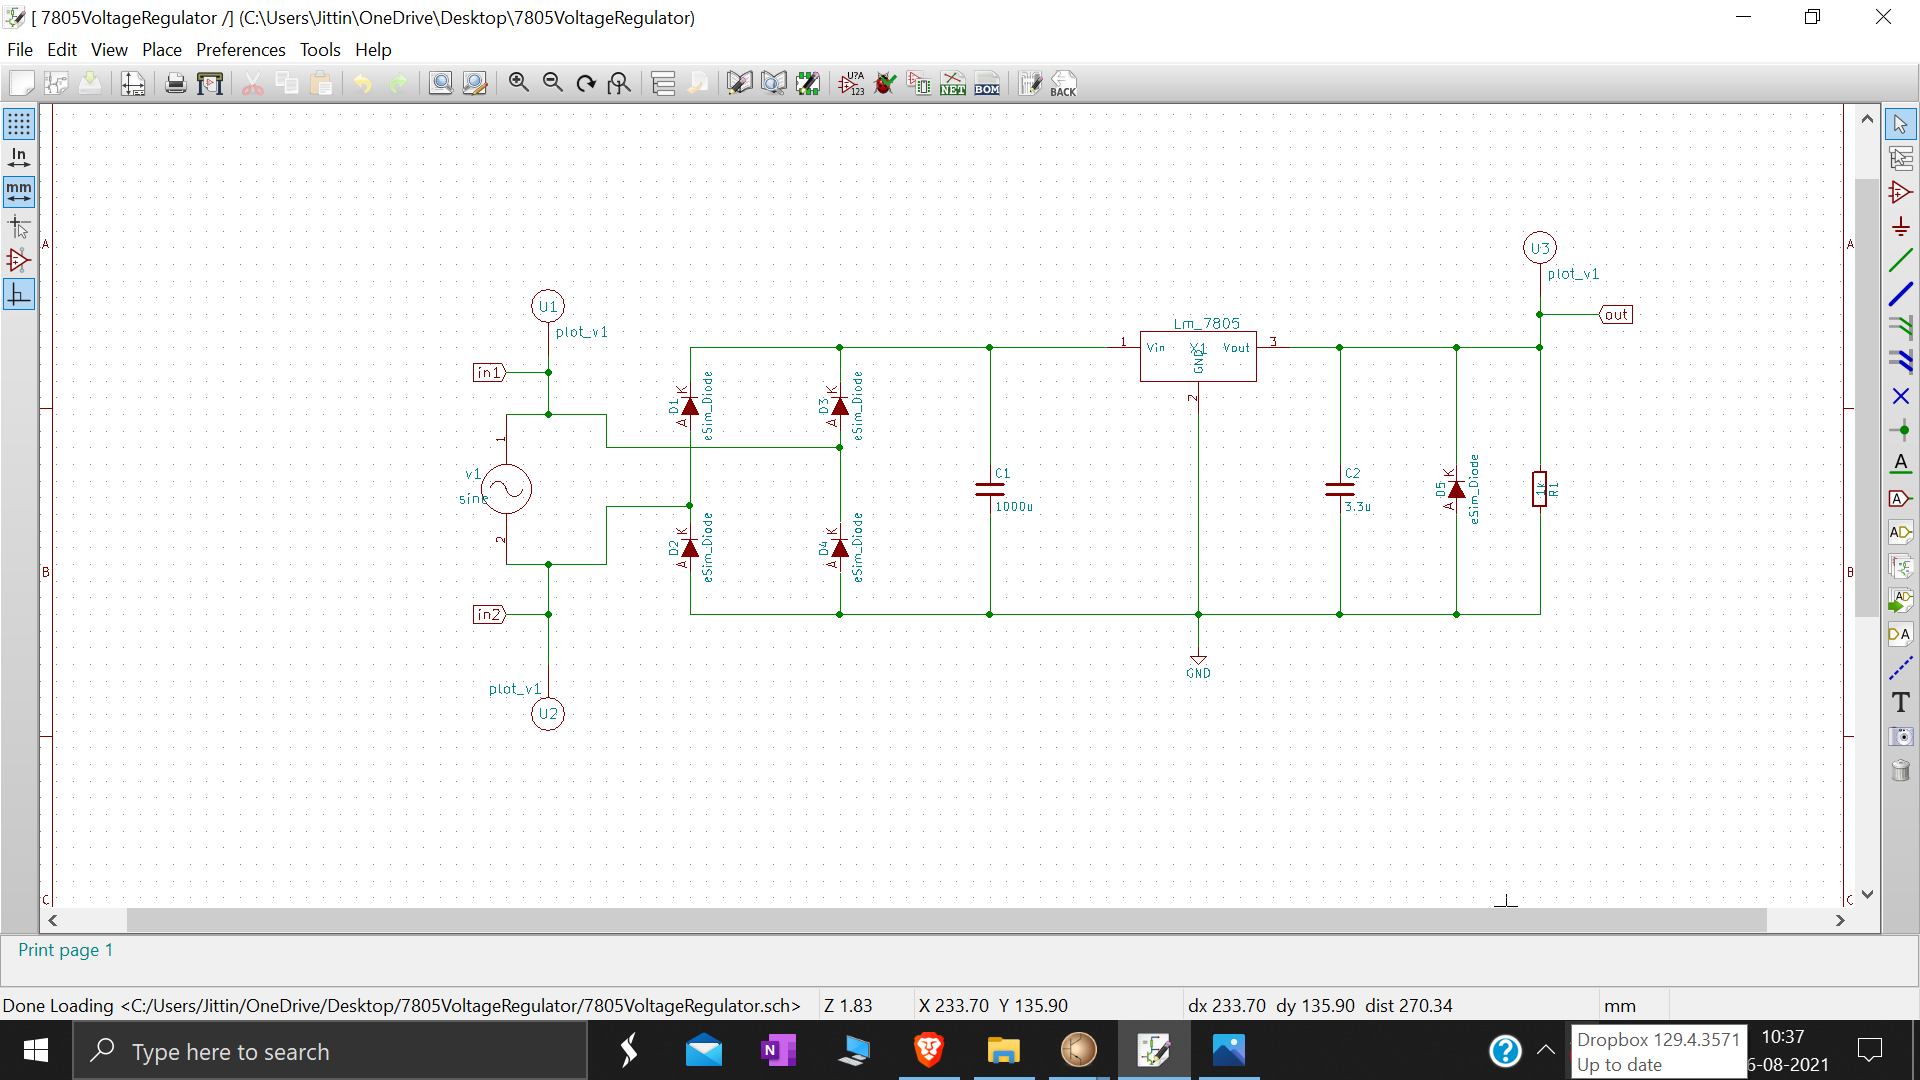 [ 7805VoltageRegulator /] (C:\Users\Jittin\OneDrive\Desktop\7805VoltageRegulator)
File Edit View Place Preferences Tools Help
U?A
123
NET
BOM
BACK
In
mm
A
A
B
B
C
C
U1
plot_v1
in1
1
v1
sine
2
in2
plot_v1
U2
D1
K
A
eSim_Diode
D3
K
A
eSim_Diode
D2
K
A
eSim_Diode
D4
K
A
eSim_Diode
C1
1000u
Lm_7805
1
Vin
X1
GND
Vout
3
2
GND
C2
3.3u
D5
K
A
eSim_Diode
1k
R1
U3
plot_v1
out
A
A
AD
AD
DA
T
Print page 1
Done Loading <C:/Users/Jittin/OneDrive/Desktop/7805VoltageRegulator/7805VoltageRegulator.sch>
Z 1.83
X 233.70 Y 135.90
dx 233.70 dy 135.90 dist 270.34
mm
Type here to search
N
Dropbox 129.4.3571
Up to date
10:37
6-08-2021